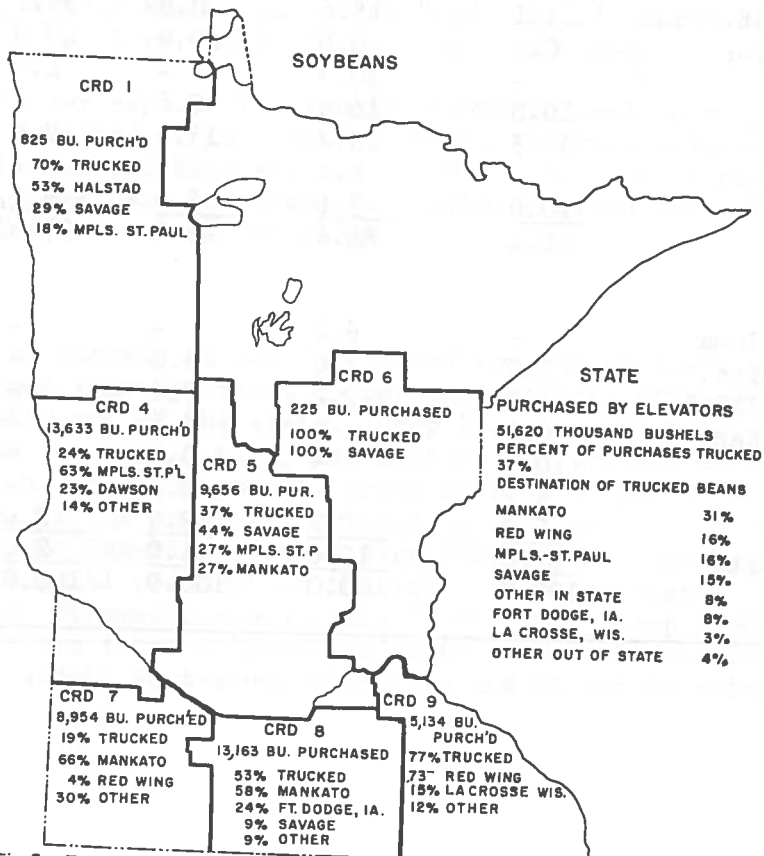 SOYBEANS
CRD 1
825 BU. PURCH'D
70% TRUCKED
53% HALSTAD
29% SAVAGE
18% MPLS. ST. PAUL
CRD 4
13,633 BU. PURCH'D
24% TRUCKED
63% MPLS. ST. P'L
23% DAWSON
14% OTHER
CRD 5
9,656 BU. PUR.
37% TRUCKED
44% SAVAGE
27% MPLS. ST. P
27% MANKATO
CRD 6
225 BU. PURCHASED
100% TRUCKED
100% SAVAGE
STATE
PURCHASED BY ELEVATORS
51,620 THOUSAND BUSHELS
PERCENT OF PURCHASES TRUCKED
37%
DESTINATION OF TRUCKED BEANS
MANKATO 31%
RED WING 16%
MPLS.-ST. PAUL 16%
SAVAGE 15%
OTHER IN STATE 8%
FORT DODGE, IA. 8%
LA CROSSE, WIS. 3%
OTHER OUT OF STATE 4%
CRD 7
8,954 BU. PURCH'ED
19% TRUCKED
66% MANKATO
4% RED WING
30% OTHER
CRD 8
13,163 BU. PURCHASED
53% TRUCKED
58% MANKATO
24% FT. DODGE, IA.
9% SAVAGE
9% OTHER
CRD 9
5,134 BU.
PURCH'D
77% TRUCKED
73- RED WING
15% LA CROSSE WIS.
12% OTHER